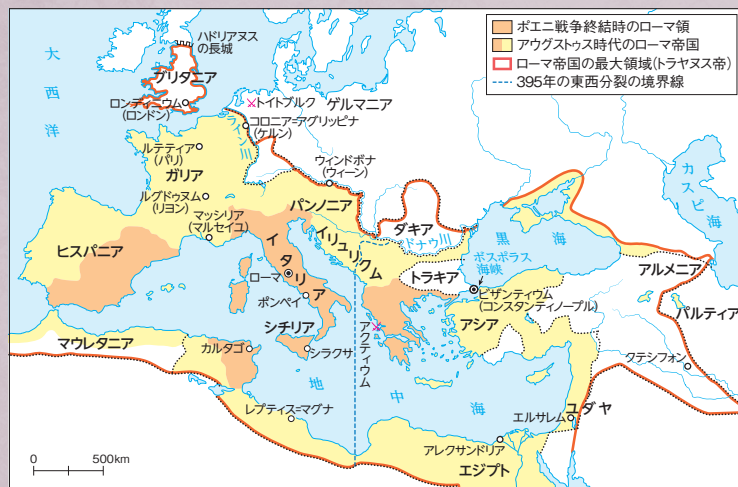 ポエニ戦争終結時のローマ領
アウグストゥス時代のローマ帝国
ローマ帝国の最大領域(トラヤヌス帝)
395年の東西分裂の境界線
大西洋
ハドリアヌス
の長城
ブリタニア
ロンディニウム
(ロンドン)
トイトブルク
ゲルマニア
ライン川
コロニア=アグリッピナ
(ケルン)
ルテティア
(パリ)
ガリア
ウィンドボナ
(ウィーン)
ルグドゥヌム
(リヨン)
パンノニア
マッシリア
(マルセイユ)
ダキア
ドナウ川
カスピ海
黒海
ヒスパニア
イタリア
イリュリクム
ボスポラス
海峡
トラキア
アルメニア
ローマ
ビザンティウム
(コンスタンティノープル)
ポンペイ
パルティア
シチリア
アクティウム
アジア
マウレタニア
カルタゴ
シラクサ
クテシフォン
地中海
レプティス=マグナ
エルサレム
ユダヤ
アレクサンドリア
エジプト
0 500km